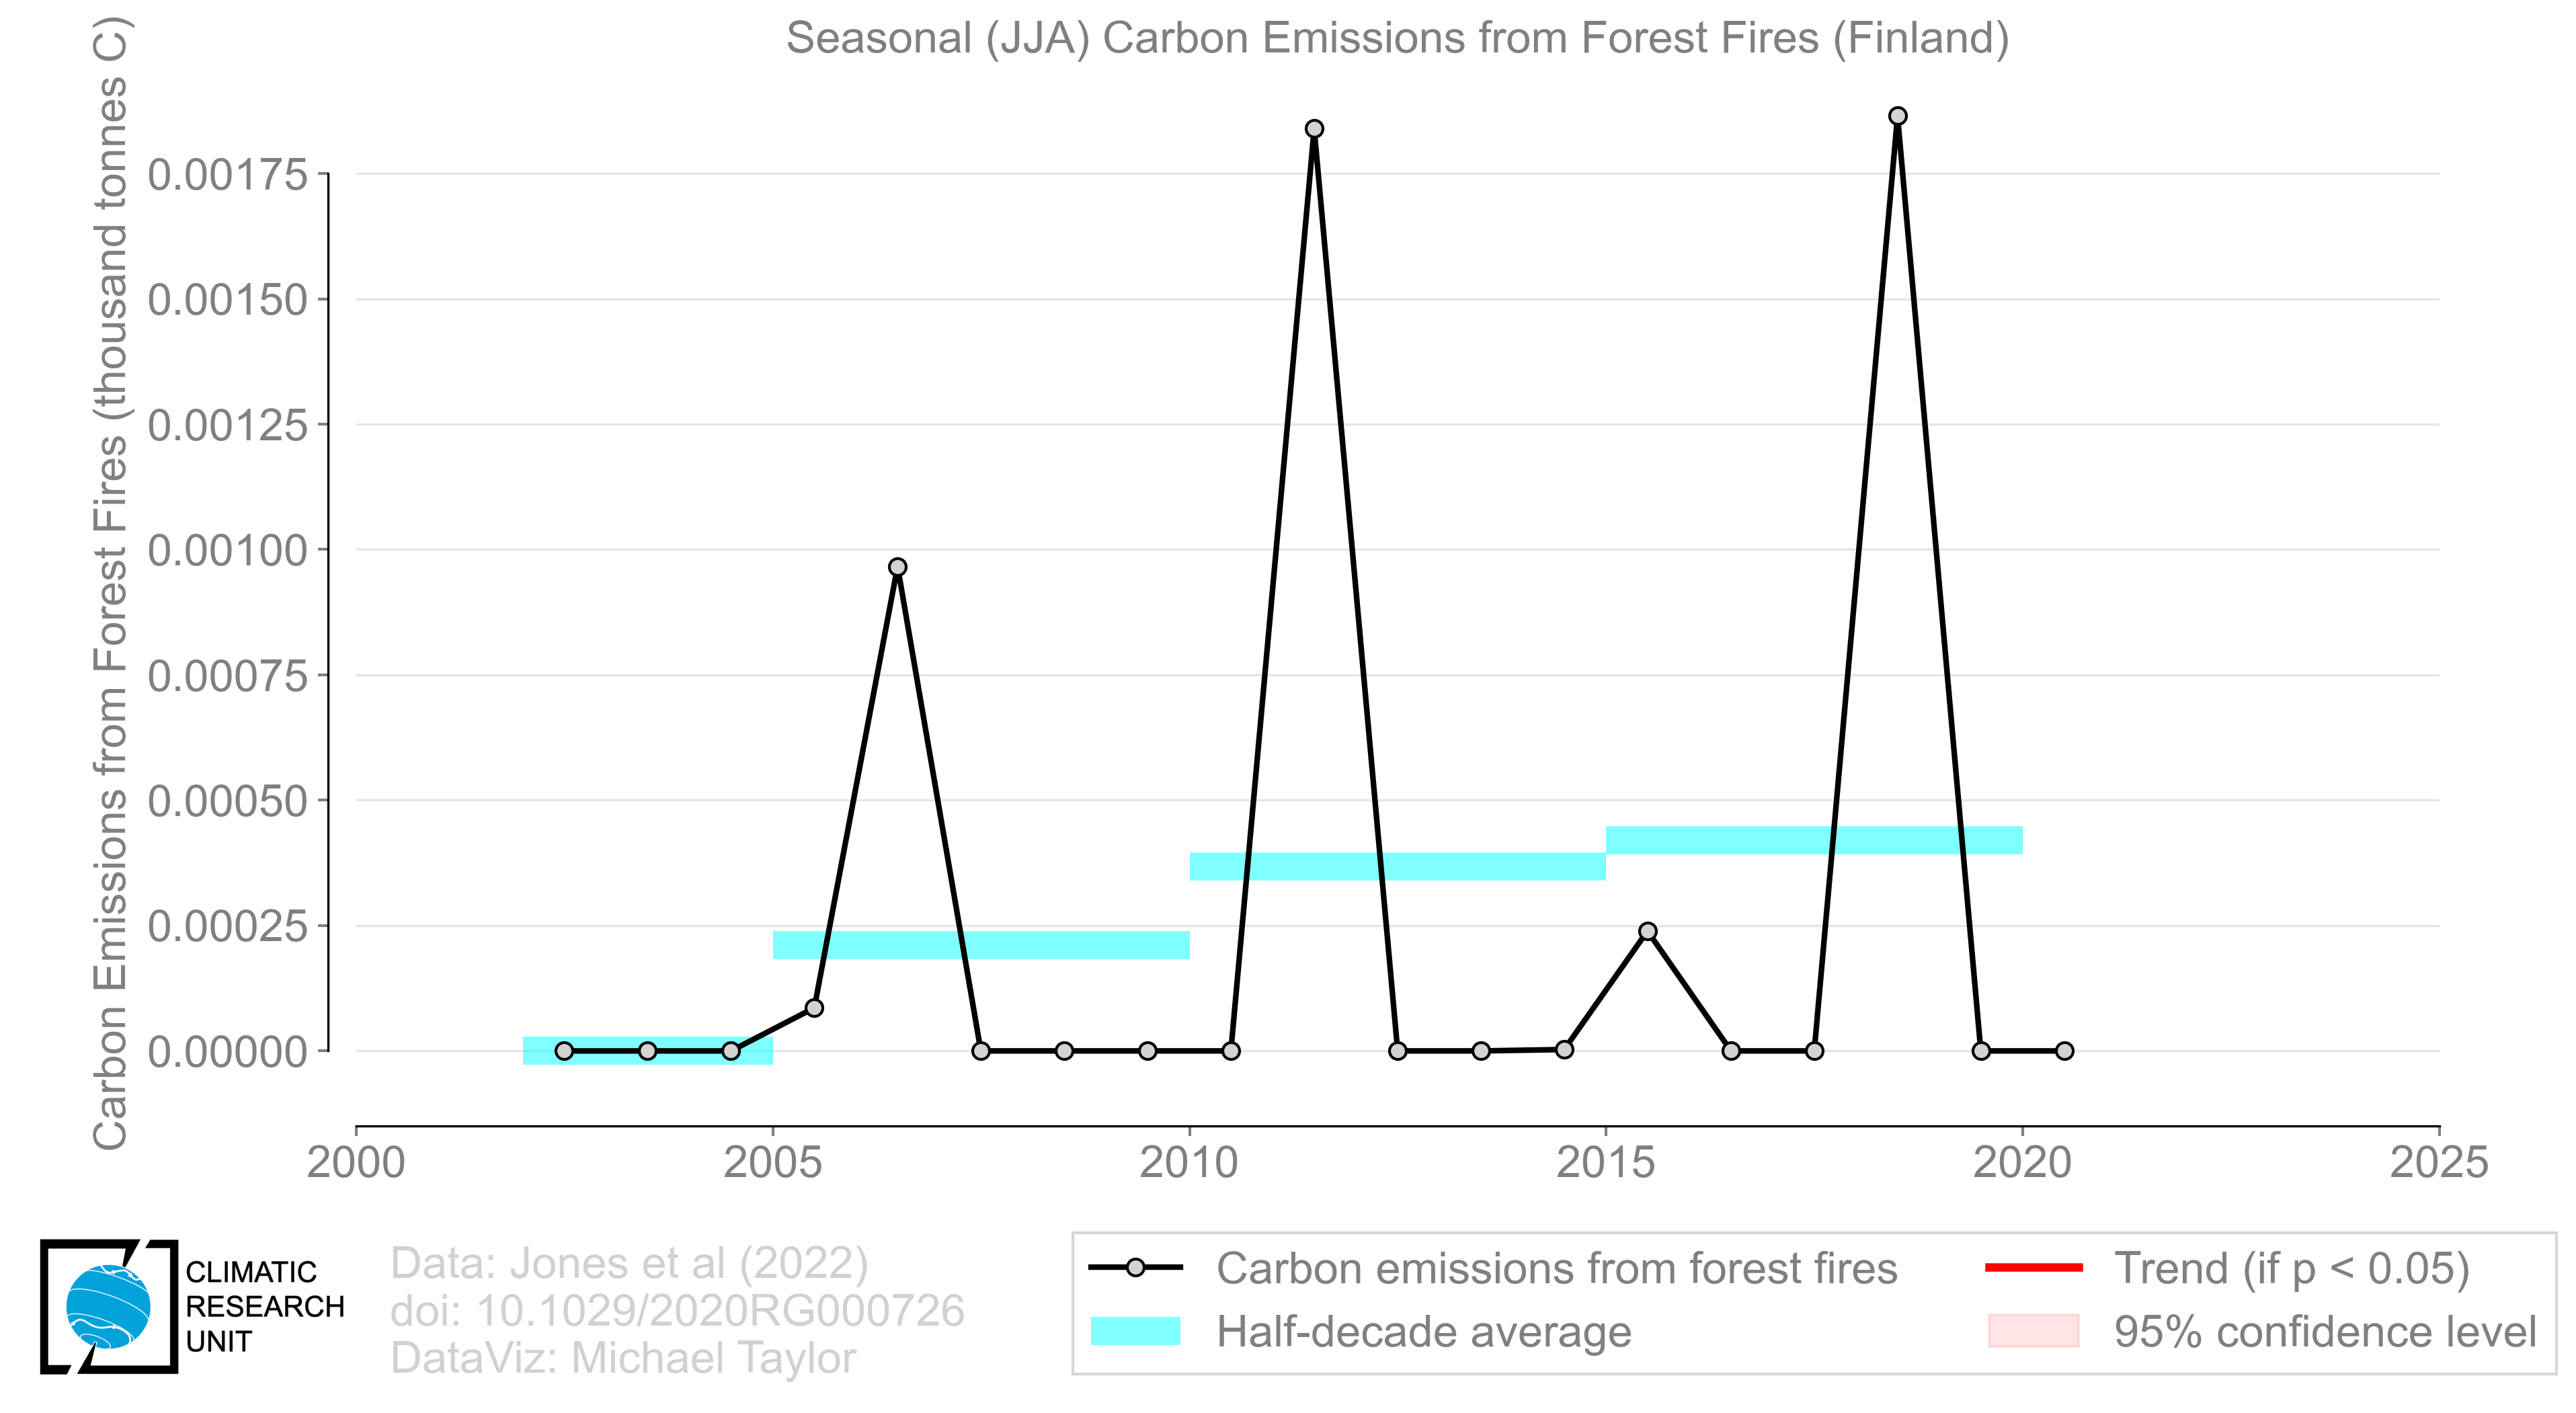 Seasonal (JJA) Carbon Emissions from Forest Fires (Finland)
Carbon Emissions from Forest Fires (thousand tonnes C)
0.00175
0.00150
0.00125
0.00100
0.00075
0.00050
0.00025
0.00000
2000 2005 2010 2015 2020 2025
CLIMATIC
RESEARCH
UNIT
Data: Jones et al (2022)
doi: 10.1029/2020RG000726
DataViz: Michael Taylor
Carbon emissions from forest fires
Half-decade average
Trend (if p < 0.05)
95% confidence level